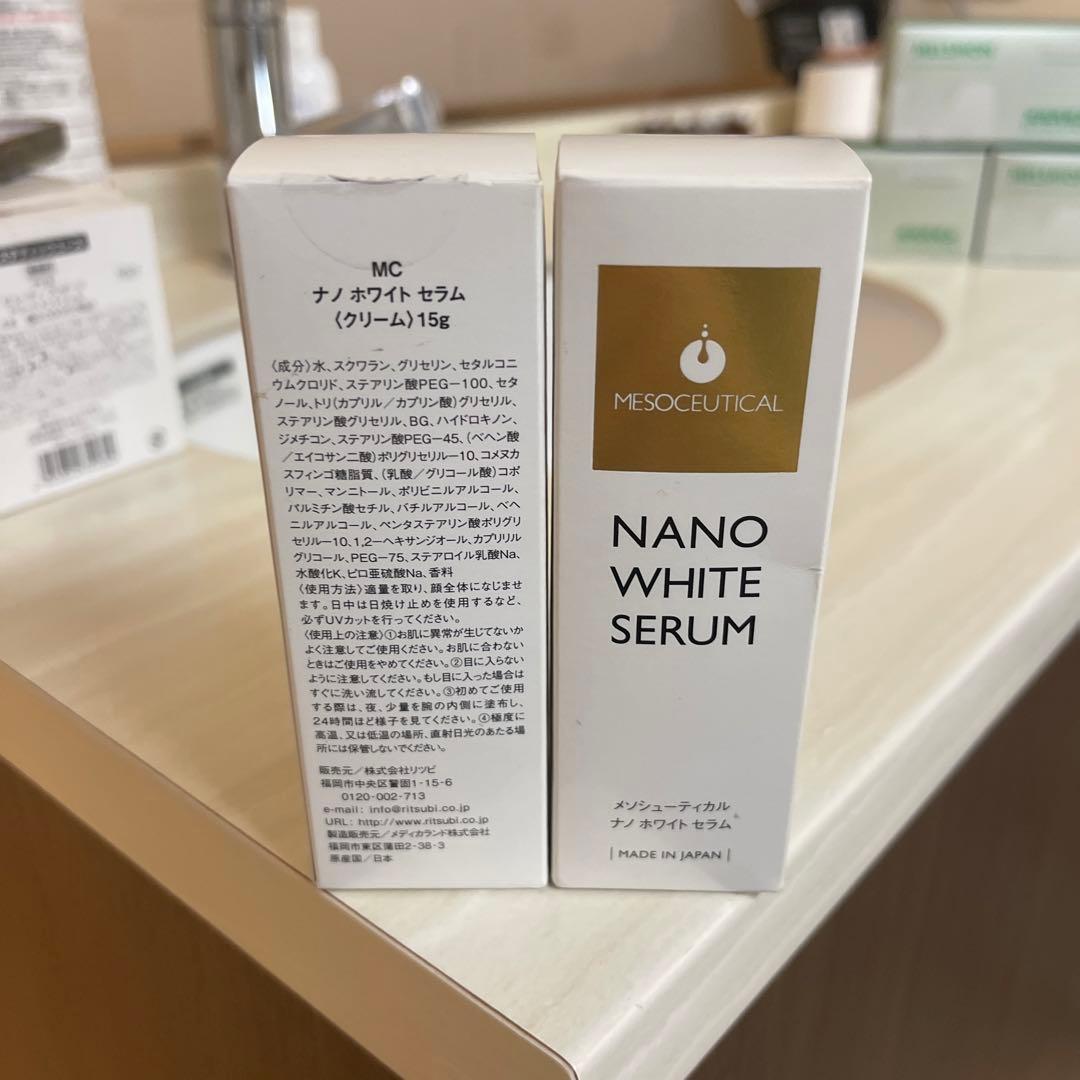 MC
ナノ ホワイト セラム
〈クリーム〉15g
〈成分〉水、スクワラン、グリセリン、セタルコニ
ウムクロリド、ステアリン酸PEG-100、セタ
ノール、トリ(カプリル/カプリン酸)グリセリル、
ステアリン酸グリセリル、BG、ハイドロキノン、
ジメチコン、ステアリン酸PEG-45、(ベヘン酸
/エイコサン二酸)ポリグリセリル-10、コメヌカ
スフィンゴ糖脂質、(乳酸/グリコール酸)コポ
リマー、マンニトール、ポリビニルアルコール、
パルミチン酸セチル、バチルアルコール、ベヘ
ニルアルコール、ペンタステアリン酸ポリグリ
セリル-10、1,2-ヘキサンジオール、カプリリル
グリコール、PEG-75、ステアロイル乳酸Na、
水酸化K、ピロ亜硫酸Na、香料
〈使用方法〉適量を取り、顔全体になじませ
ます。日中は日焼け止めを使用するなど、
必ずUVカットを行ってください。
〈使用上の注意〉①お肌に異常が生じてないか
よく注意してご使用ください。お肌に合わない
ときはご使用をやめてください。②目に入らない
ように注意してください。もし目に入った場合は
すぐに洗い流してください。③初めてご使用
する際は、夜、少量を腕の内側に塗布し、
24時間ほど様子を見てください。④極度に
高温、又は低温の場所、直射日光のあたる場
所には保管しないでください。
販売元/株式会社リツビ
福岡市中央区警固1-15-6
0120-002-713
e-mail: info@ritsubi.co.jp
URL: http://www.ritsubi.co.jp
製造販売元/メディカランド株式会社
福岡市東区蒲田2-38-3
原産国/日本
MESOCEUTICAL
NANO
WHITE
SERUM
メソシューティカル
ナノ ホワイト セラム
| MADE IN JAPAN |